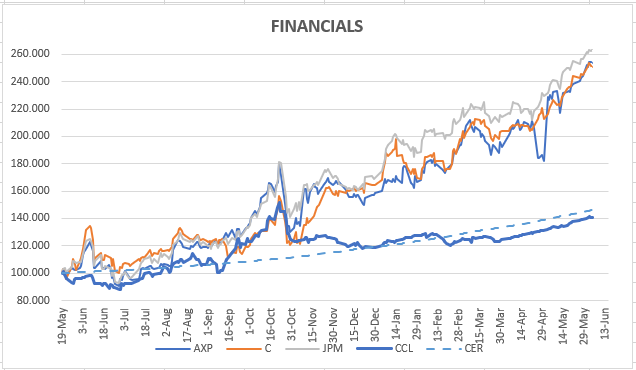 FINANCIALS
260.000
240.000
220.000
200.000
180.000
160.000
140.000
120.000
100.000
80.000
19-May
3-Jun
18-Jun
3-Jul
18-Jul
2-Aug
17-Aug
1-Sep
16-Sep
1-Oct
16-Oct
31-Oct
15-Nov
30-Nov
15-Dec
30-Dec
14-Jan
29-Jan
13-Feb
28-Feb
15-Mar
30-Mar
14-Apr
29-Apr
14-May
29-May
13-Jun
AXP C JPM CCL CER